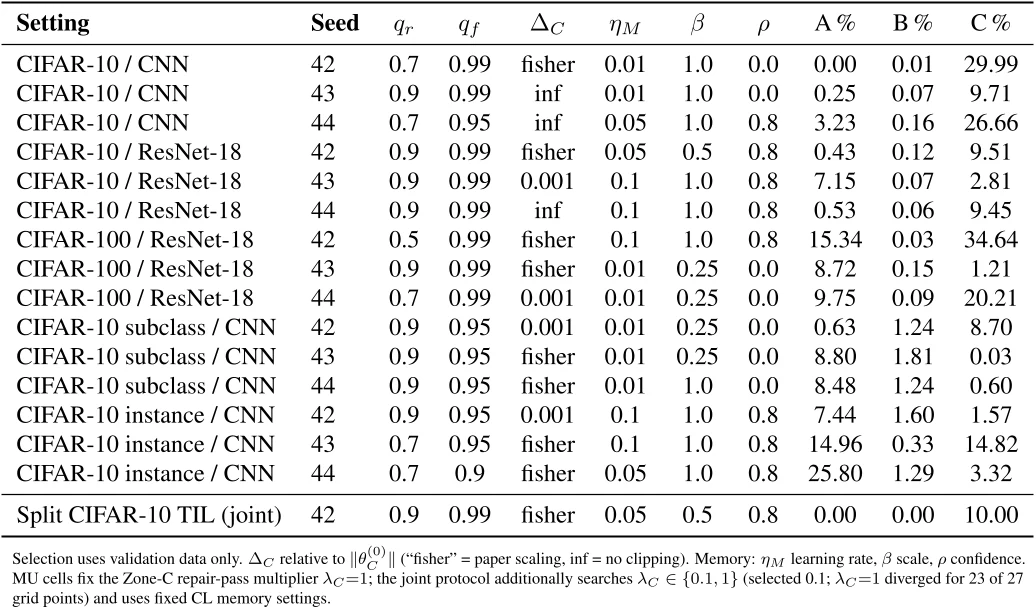 Setting Seed q_r q_f Δ_C η_M β ρ A % B % C %
CIFAR-10 / CNN 42 0.7 0.99 fisher 0.01 1.0 0.0 0.00 0.01 29.99
CIFAR-10 / CNN 43 0.9 0.99 inf 0.01 1.0 0.0 0.25 0.07 9.71
CIFAR-10 / CNN 44 0.7 0.95 inf 0.05 1.0 0.8 3.23 0.16 26.66
CIFAR-10 / ResNet-18 42 0.9 0.99 fisher 0.05 0.5 0.8 0.43 0.12 9.51
CIFAR-10 / ResNet-18 43 0.9 0.99 0.001 0.1 1.0 0.8 7.15 0.07 2.81
CIFAR-10 / ResNet-18 44 0.9 0.99 inf 0.1 1.0 0.8 0.53 0.06 9.45
CIFAR-100 / ResNet-18 42 0.5 0.99 fisher 0.1 1.0 0.8 15.34 0.03 34.64
CIFAR-100 / ResNet-18 43 0.9 0.99 fisher 0.01 0.25 0.0 8.72 0.15 1.21
CIFAR-100 / ResNet-18 44 0.7 0.99 0.001 0.01 0.25 0.0 9.75 0.09 20.21
CIFAR-10 subclass / CNN 42 0.9 0.95 0.001 0.01 0.25 0.0 0.63 1.24 8.70
CIFAR-10 subclass / CNN 43 0.9 0.95 fisher 0.01 0.25 0.0 8.80 1.81 0.03
CIFAR-10 subclass / CNN 44 0.9 0.95 fisher 0.01 1.0 0.0 8.48 1.24 0.60
CIFAR-10 instance / CNN 42 0.9 0.95 0.001 0.1 1.0 0.8 7.44 1.60 1.57
CIFAR-10 instance / CNN 43 0.7 0.95 fisher 0.1 1.0 0.8 14.96 0.33 14.82
CIFAR-10 instance / CNN 44 0.7 0.9 fisher 0.05 1.0 0.8 25.80 1.29 3.32
Split CIFAR-10 TIL (joint) 42 0.9 0.99 fisher 0.05 0.5 0.8 0.00 0.00 10.00
Selection uses validation data only. Δ_C relative to ‖θ_C^(0)‖ (“fisher” = paper scaling, inf = no clipping). Memory: η_M learning rate, β scale, ρ confidence.
MU cells fix the Zone-C repair-pass multiplier λ_C=1; the joint protocol additionally searches λ_C ∈ {0.1, 1} (selected 0.1; λ_C=1 diverged for 23 of 27
grid points) and uses fixed CL memory settings.